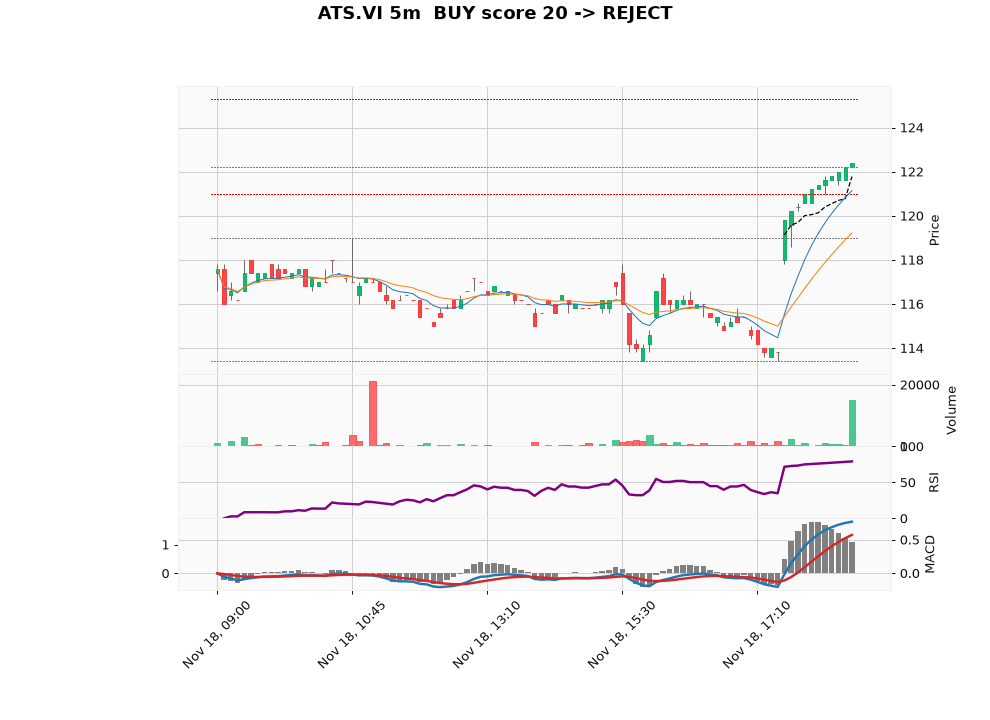 ATS.VI 5m  BUY score 20 -> REJECT
124
122
120
118
116
114
Price
20000
0
Volume
100
50
0
RSI
1
0
0.5
0.0
MACD
Nov 18, 09:00
Nov 18, 10:45
Nov 18, 13:10
Nov 18, 15:30
Nov 18, 17:10